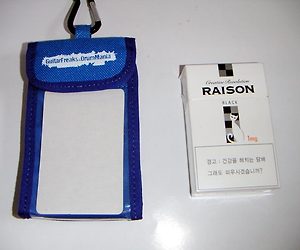 GuitarFreaks & DrumMania
Creative Revolution
RAISON
BLACK
1mg
경고 : 건강을 해치는 담배
그래도 피우시겠습니까?